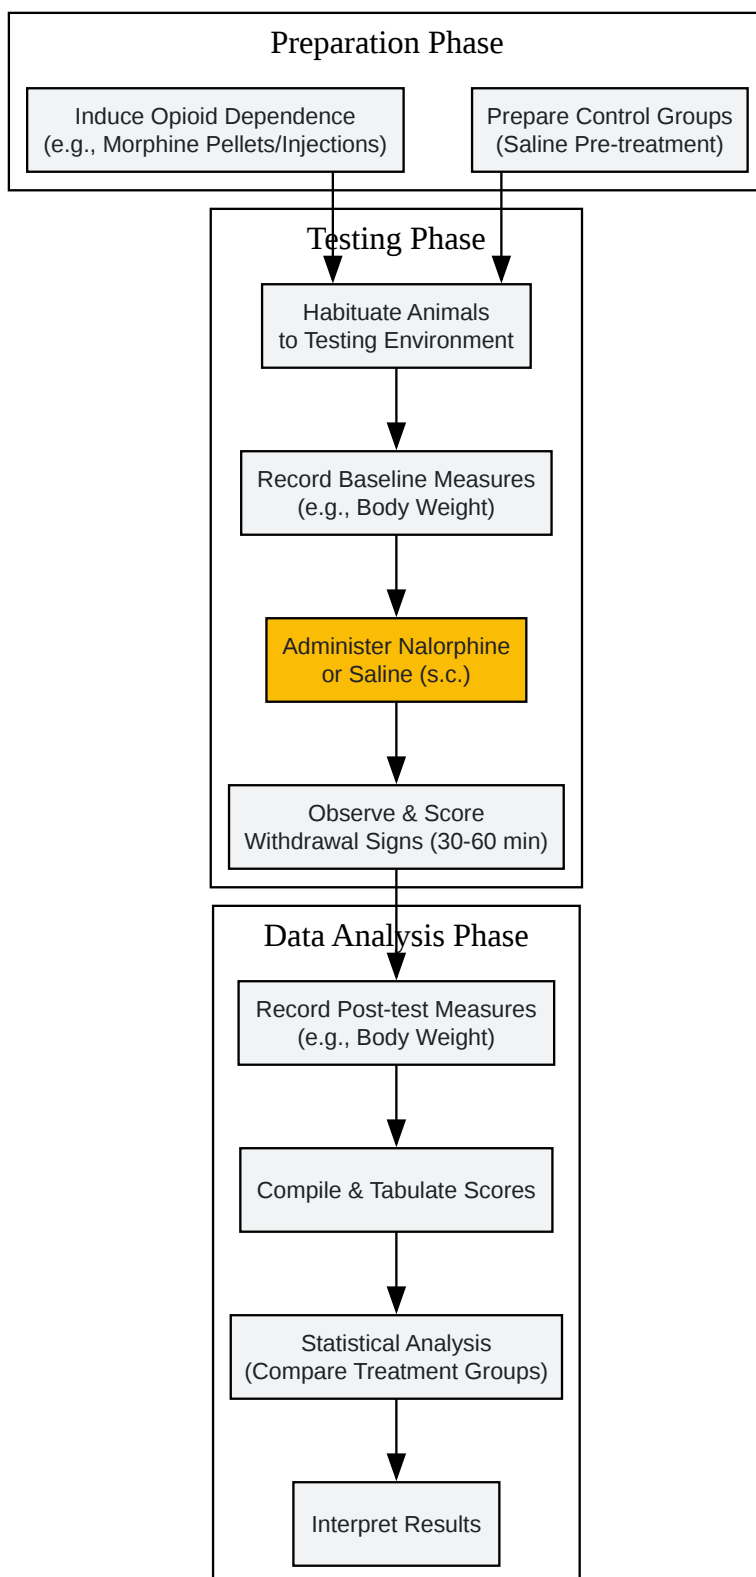 Preparation Phase
Induce Opioid Dependence
(e.g., Morphine Pellets/Injections)
Prepare Control Groups
(Saline Pre-treatment)
Testing Phase
Habituate Animals
to Testing Environment
Record Baseline Measures
(e.g., Body Weight)
Administer Nalorphine
or Saline (s.c.)
Observe & Score
Withdrawal Signs (30-60 min)
Data Analysis Phase
Record Post-test Measures
(e.g., Body Weight)
Compile & Tabulate Scores
Statistical Analysis
(Compare Treatment Groups)
Interpret Results